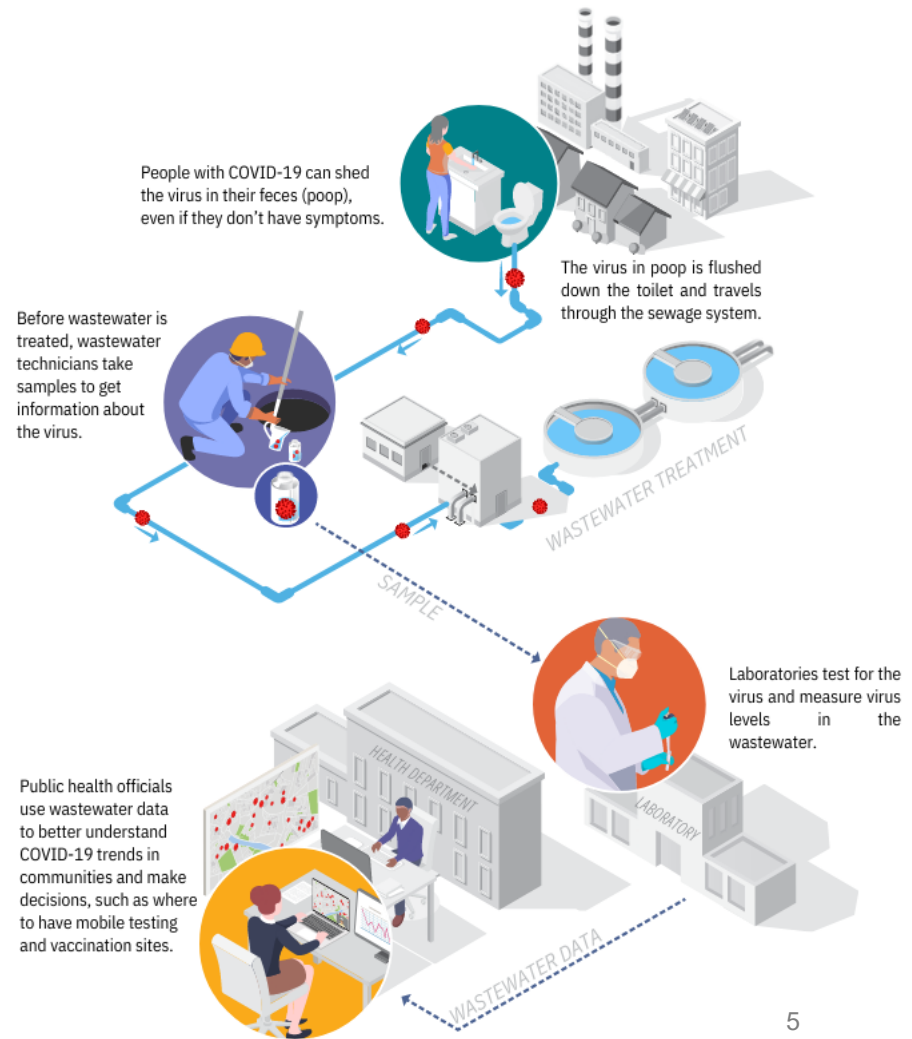 People with COVID-19 can shed
the virus in their feces (poop),
even if they don't have symptoms.
The virus in poop is flushed
down the toilet and travels
through the sewage system.
Before wastewater is
treated, wastewater
technicians take
samples to get
information about
the virus.
WASTEWATER TREATMENT
SAMPLE
Laboratories test for the
virus and measure virus
levels in the
wastewater.
HEALTH DEPARTMENT
LABORATORY
Public health officials
use wastewater data
to better understand
COVID-19 trends in
communities and make
decisions, such as where
to have mobile testing
and vaccination sites.
WASTEWATER DATA
5